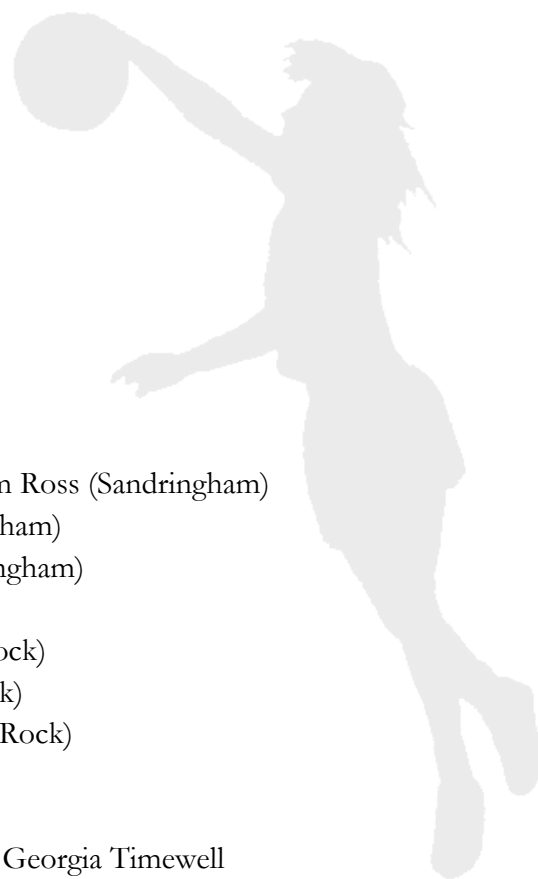 Ross (Sandringham)
ham)
ngham)
ock)
k)
Rock)
Georgia Timewell